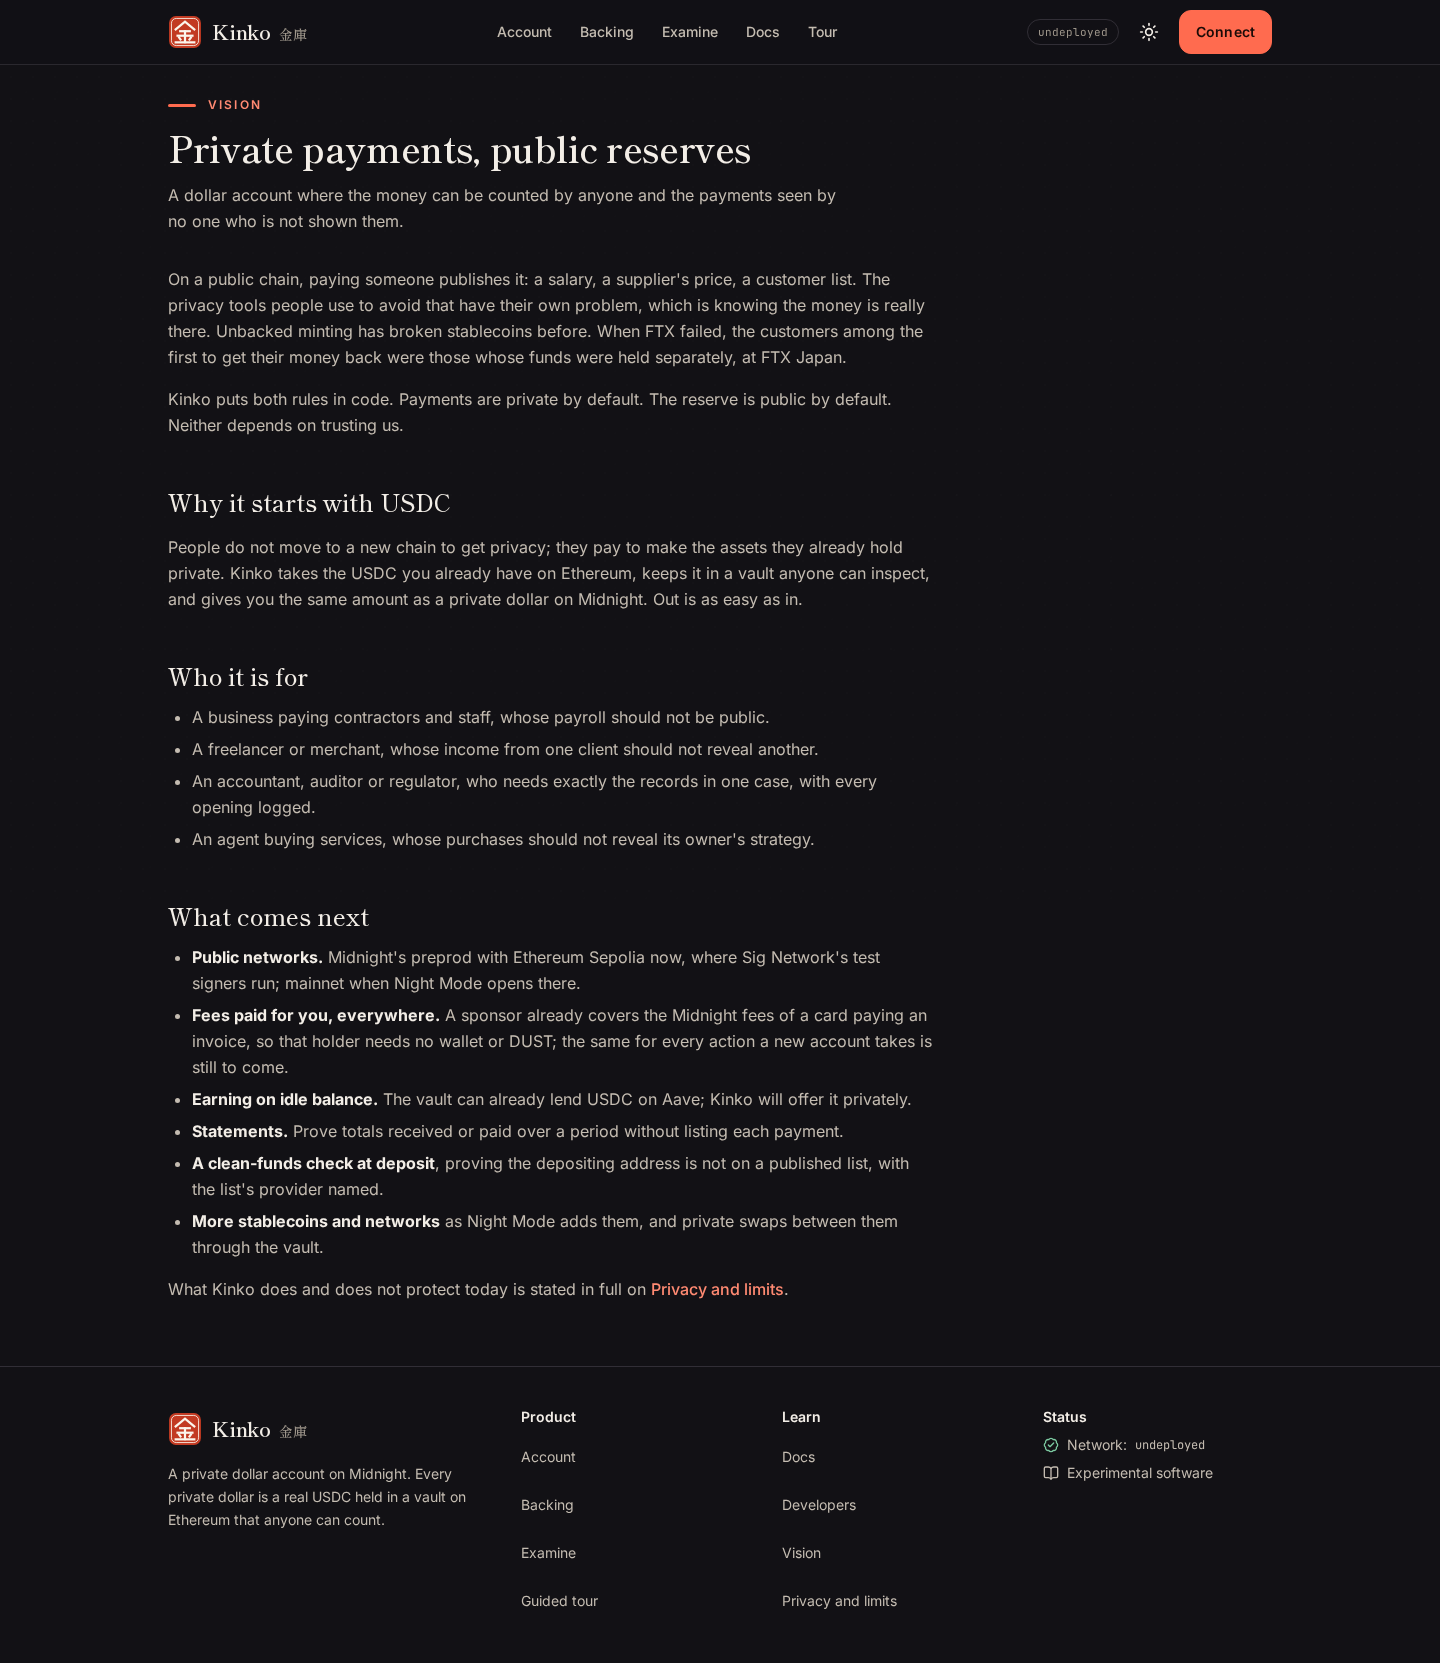 金 Kinko 金庫
Account
Backing
Examine
Docs
Tour
undeployed
Connect
VISION
Private payments, public reserves
A dollar account where the money can be counted by anyone and the payments seen by
no one who is not shown them.
On a public chain, paying someone publishes it: a salary, a supplier's price, a customer list. The
privacy tools people use to avoid that have their own problem, which is knowing the money is really
there. Unbacked minting has broken stablecoins before. When FTX failed, the customers among the
first to get their money back were those whose funds were held separately, at FTX Japan.
Kinko puts both rules in code. Payments are private by default. The reserve is public by default.
Neither depends on trusting us.
Why it starts with USDC
People do not move to a new chain to get privacy; they pay to make the assets they already hold
private. Kinko takes the USDC you already have on Ethereum, keeps it in a vault anyone can inspect,
and gives you the same amount as a private dollar on Midnight. Out is as easy as in.
Who it is for
• A business paying contractors and staff, whose payroll should not be public.
• A freelancer or merchant, whose income from one client should not reveal another.
• An accountant, auditor or regulator, who needs exactly the records in one case, with every
opening logged.
• An agent buying services, whose purchases should not reveal its owner's strategy.
What comes next
• Public networks. Midnight's preprod with Ethereum Sepolia now, where Sig Network's test
signers run; mainnet when Night Mode opens there.
• Fees paid for you, everywhere. A sponsor already covers the Midnight fees of a card paying an
invoice, so that holder needs no wallet or DUST; the same for every action a new account takes is
still to come.
• Earning on idle balance. The vault can already lend USDC on Aave; Kinko will offer it privately.
• Statements. Prove totals received or paid over a period without listing each payment.
• A clean-funds check at deposit, proving the depositing address is not on a published list, with
the list's provider named.
• More stablecoins and networks as Night Mode adds them, and private swaps between them
through the vault.
What Kinko does and does not protect today is stated in full on Privacy and limits.
金 Kinko 金庫
A private dollar account on Midnight. Every
private dollar is a real USDC held in a vault on
Ethereum that anyone can count.
Product
Account
Backing
Examine
Guided tour
Learn
Docs
Developers
Vision
Privacy and limits
Status
Network: undeployed
Experimental software